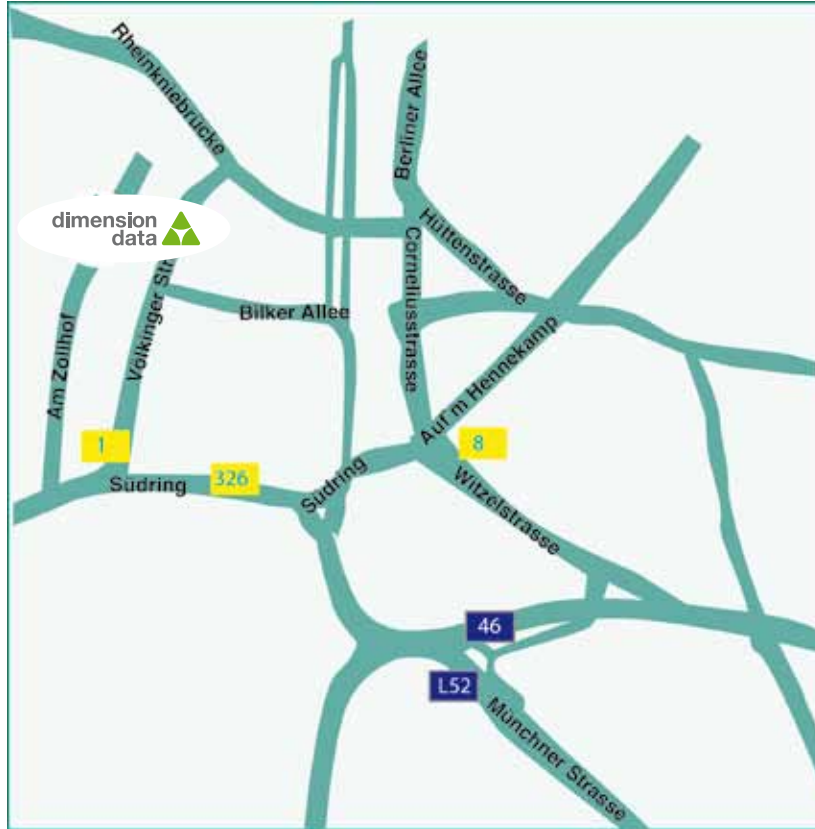 Rheinkniebrücke
Berliner Allee
dimension
data
Hüttenstrasse
Corneliusstrasse
Bilker Allee
Am Zollhof
Auf'm Hennekamp
1
8
Südring
326
Südring
Witzelstrasse
46
L52
Münchner Strasse